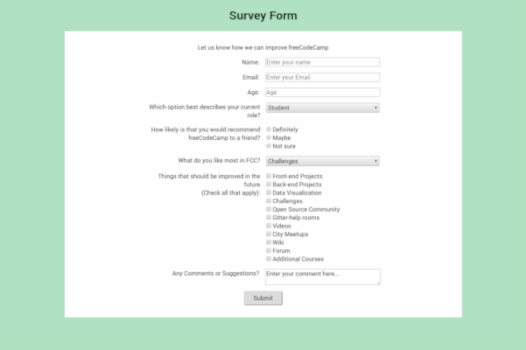 Survey Form
Let us know how we can improve freeCodeCamp
Name: Enter your name
Email: Enter your Email
Age: Age
Which option best describes your current role? Student
How likely is that you would recommend freeCodeCamp to a friend?
Definitely
Maybe
Not sure
What do you like most in FCC? Challenges
Things that should be improved in the future
(Check all that apply):
Front-end Projects
Back-end Projects
Data Visualization
Challenges
Open Source Community
Gitter help rooms
Videos
City Meetups
Wiki
Forum
Additional Courses
Any Comments or Suggestions? Enter your comment here...
Submit